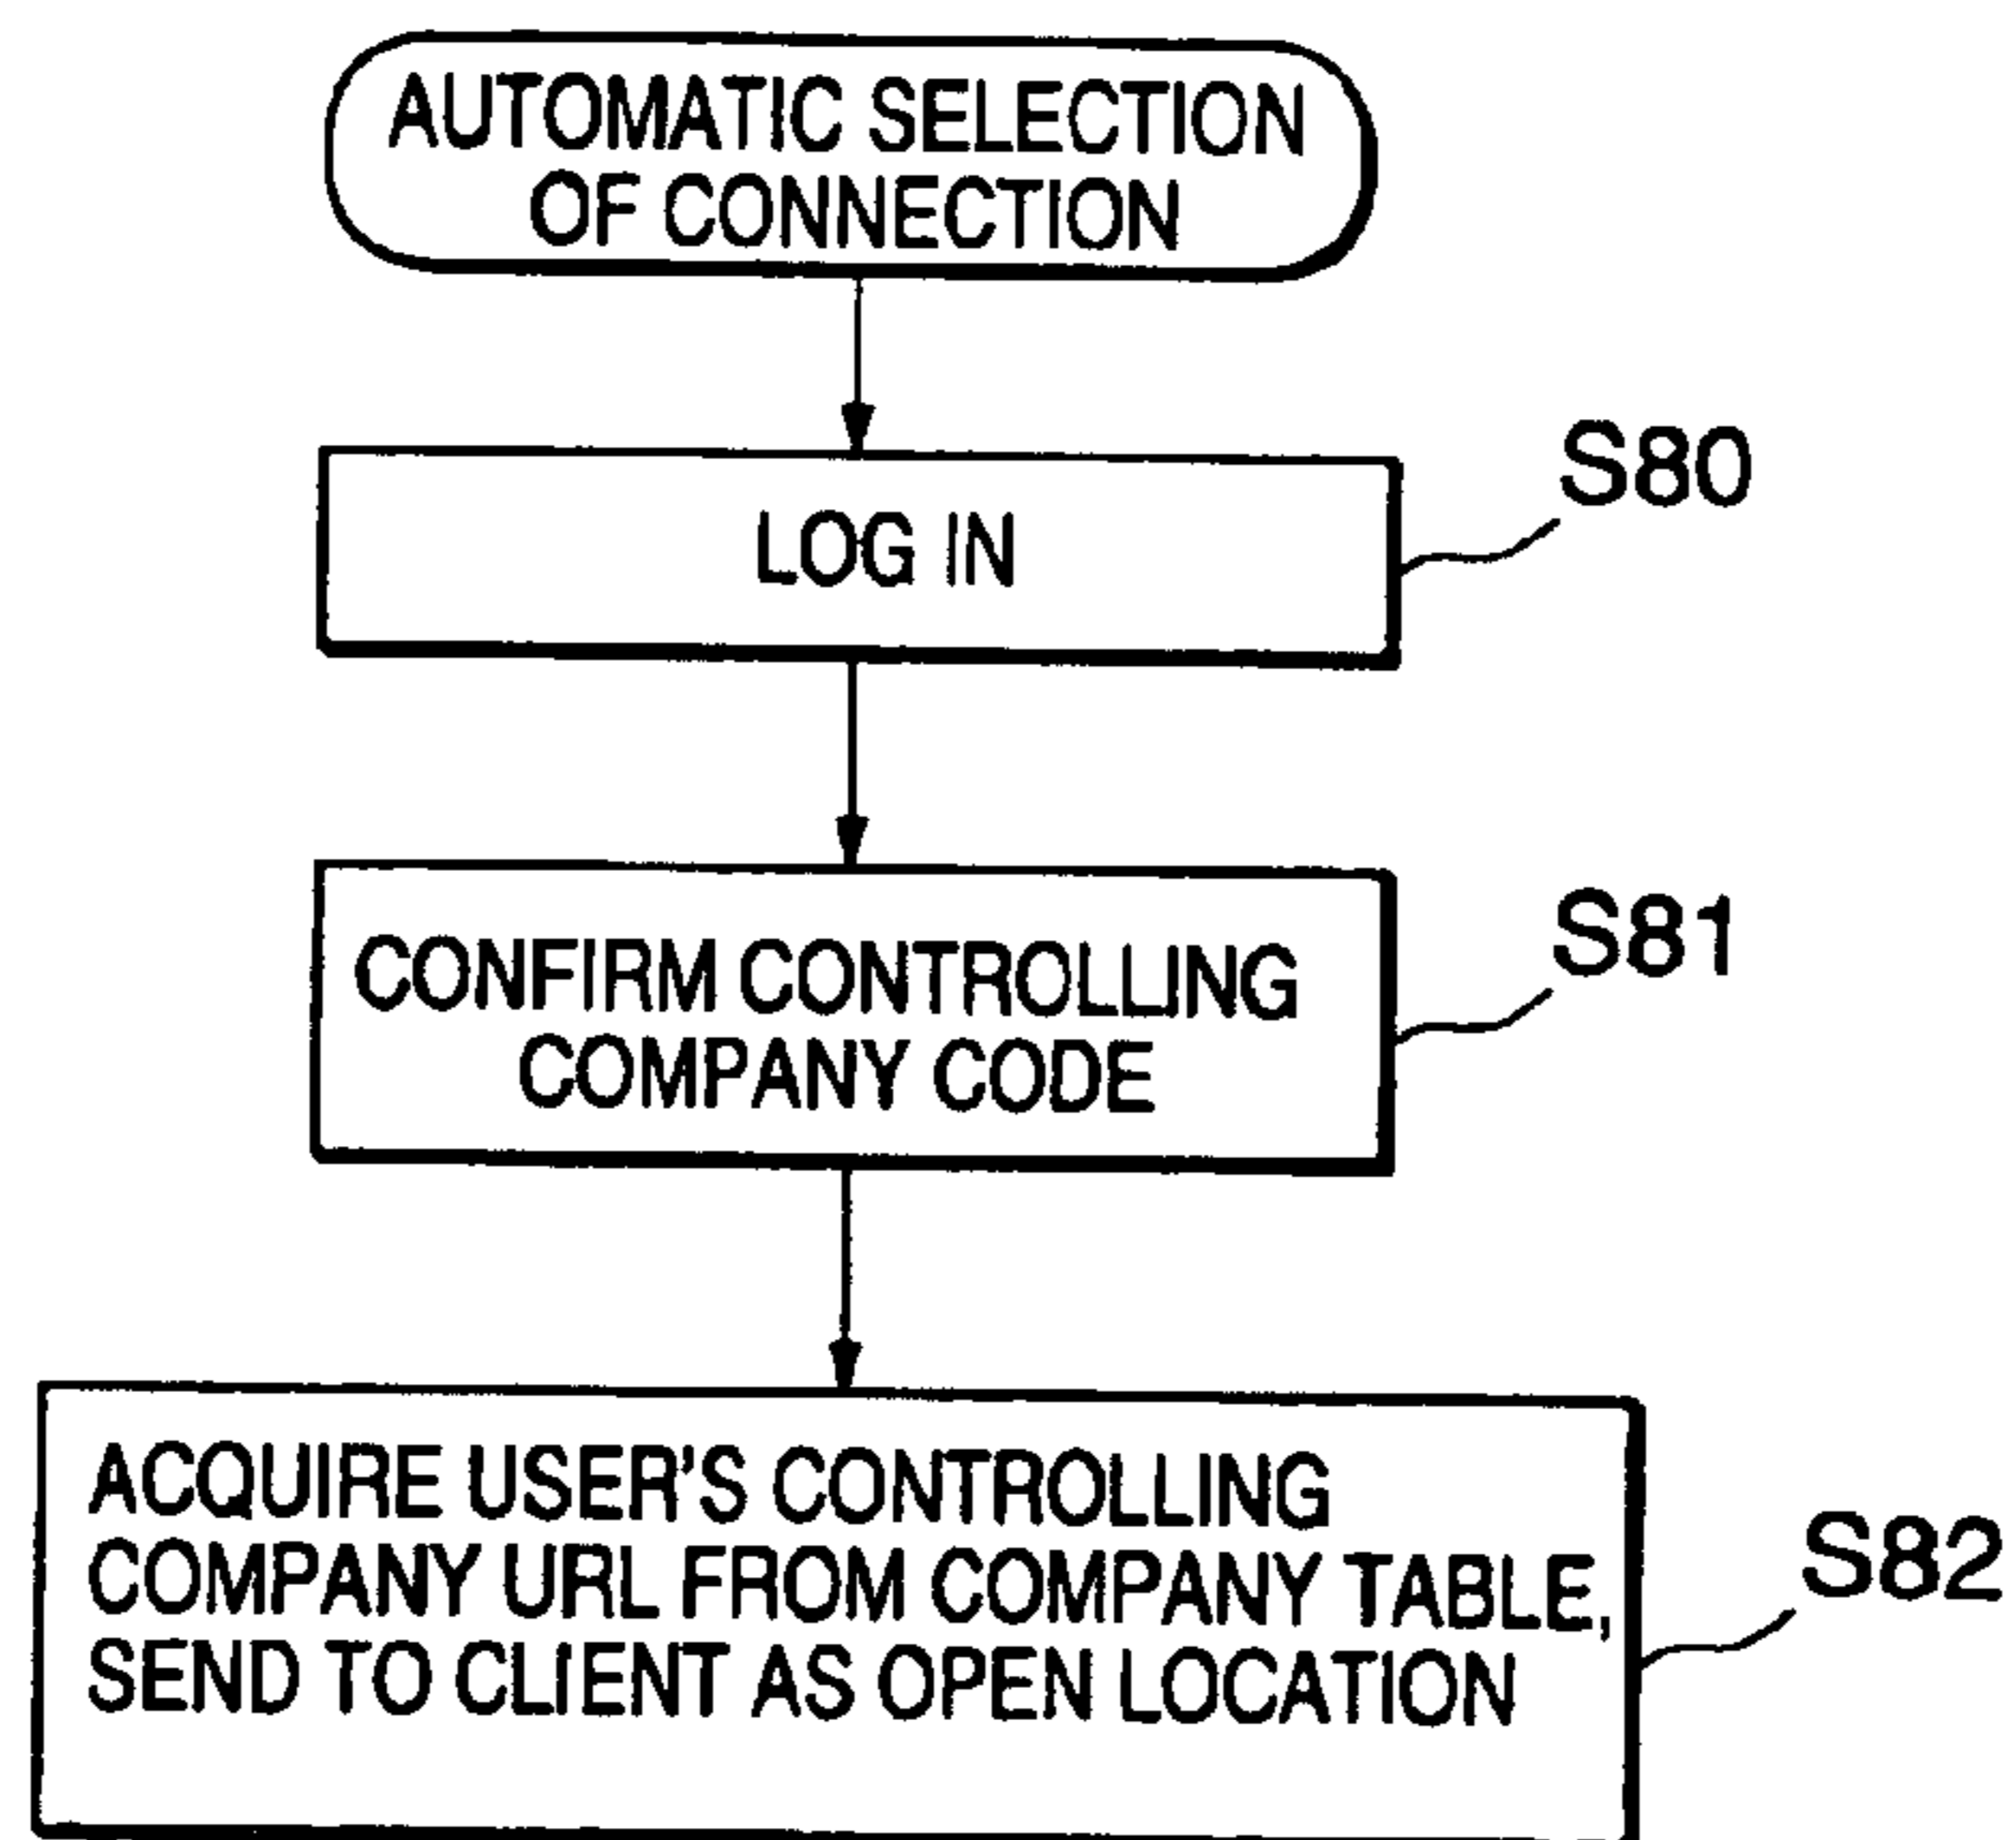 AUTOMATIC SELECTION
OF CONNECTION
S80
LOG IN
S81
CONFIRM CONTROLLING
COMPANY CODE
ACQUIRE USER'S CONTROLLING
COMPANY URL FROM COMPANY TABLE,
SEND TO CLIENT AS OPEN LOCATION
S82